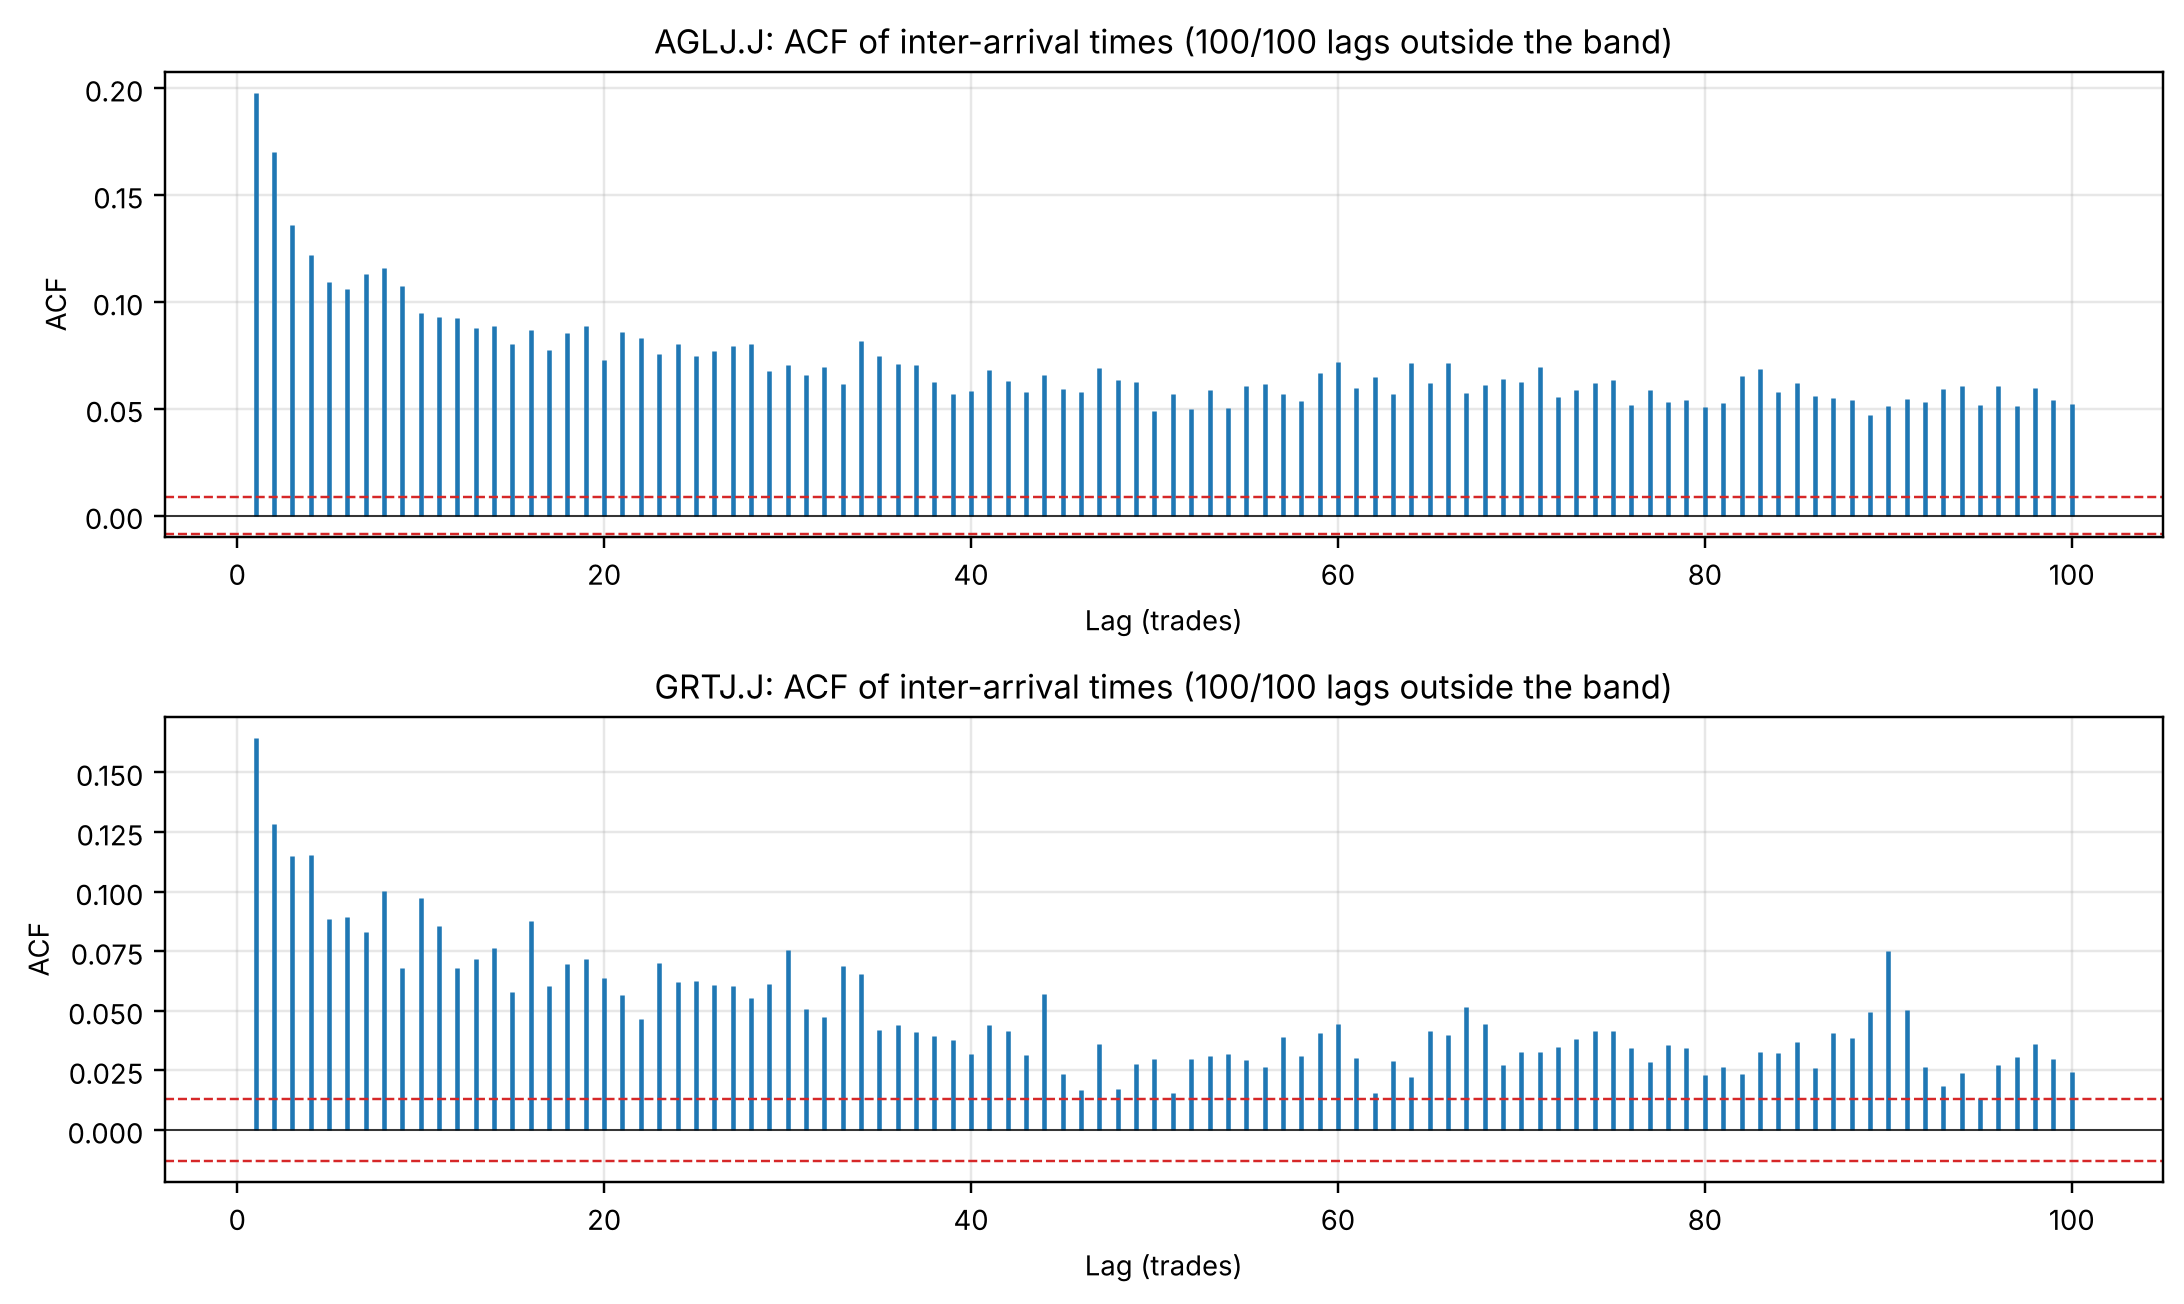 AGLJ.J: ACF of inter-arrival times (100/100 lags outside the band)
0.20
0.15
0.10
0.05
0.00
ACF
0 20 40 60 80 100
Lag (trades)
GRTJ.J: ACF of inter-arrival times (100/100 lags outside the band)
0.150
0.125
0.100
0.075
0.050
0.025
0.000
ACF
0 20 40 60 80 100
Lag (trades)